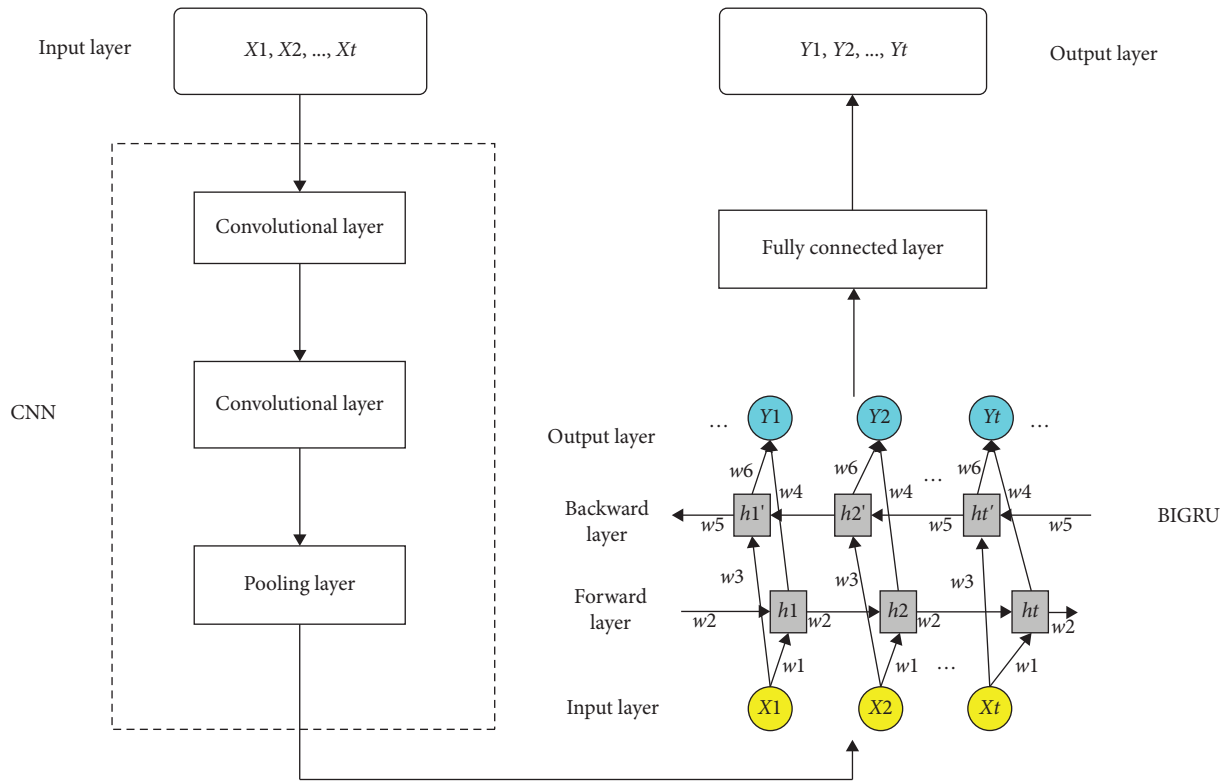 Input layer
X1, X2, ..., Xt
Convolutional layer
Convolutional layer
CNN
Pooling layer
Y1, Y2, ..., Yt
Output layer
Fully connected layer
Output layer
... Y1 Y2 Yt ...
w6 w4 w6 w4 ... w6 w4
Backward
layer
h1' h2' ht'
w5 w5 w5
BIGRU
w3 w3 w3
Forward
layer
h1 h2 ht
w2 w2 w2 w2
w1 w1 ... w1
Input layer
X1 X2 Xt